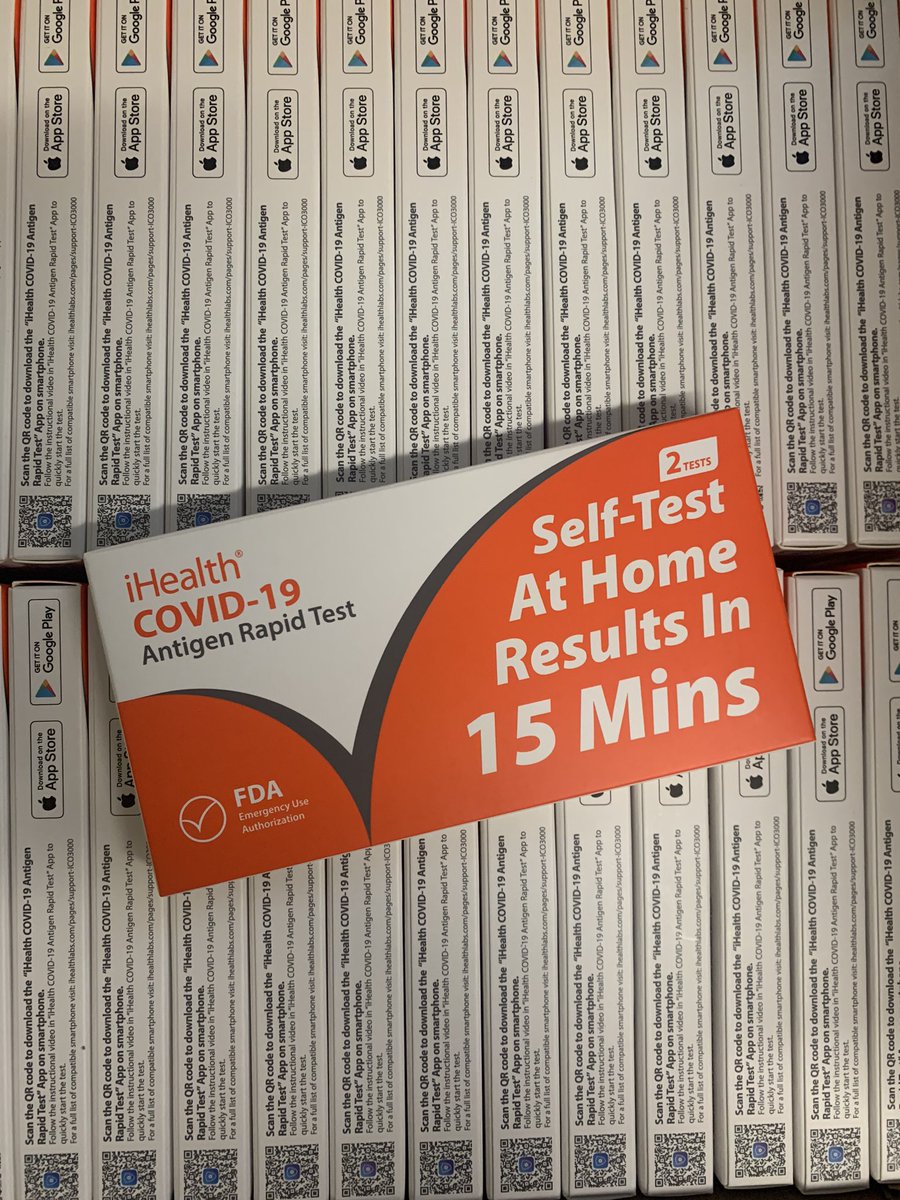 iHealth®
COVID-19
Antigen Rapid Test
2 TESTS
Self-Test
At Home
Results In
15 Mins
FDA
Emergency Use
Authorization
Scan the QR code to download the "iHealth COVID-19 Antigen
Rapid Test" App on smartphone.
Follow the instructional video in "iHealth COVID-19 Antigen Rapid Test" App to
quickly start the test.
For a full list of compatible smartphone visit: ihealthlabs.com/pages/support-ICO3000
Download on the
App Store
GET IT ON
Google Play